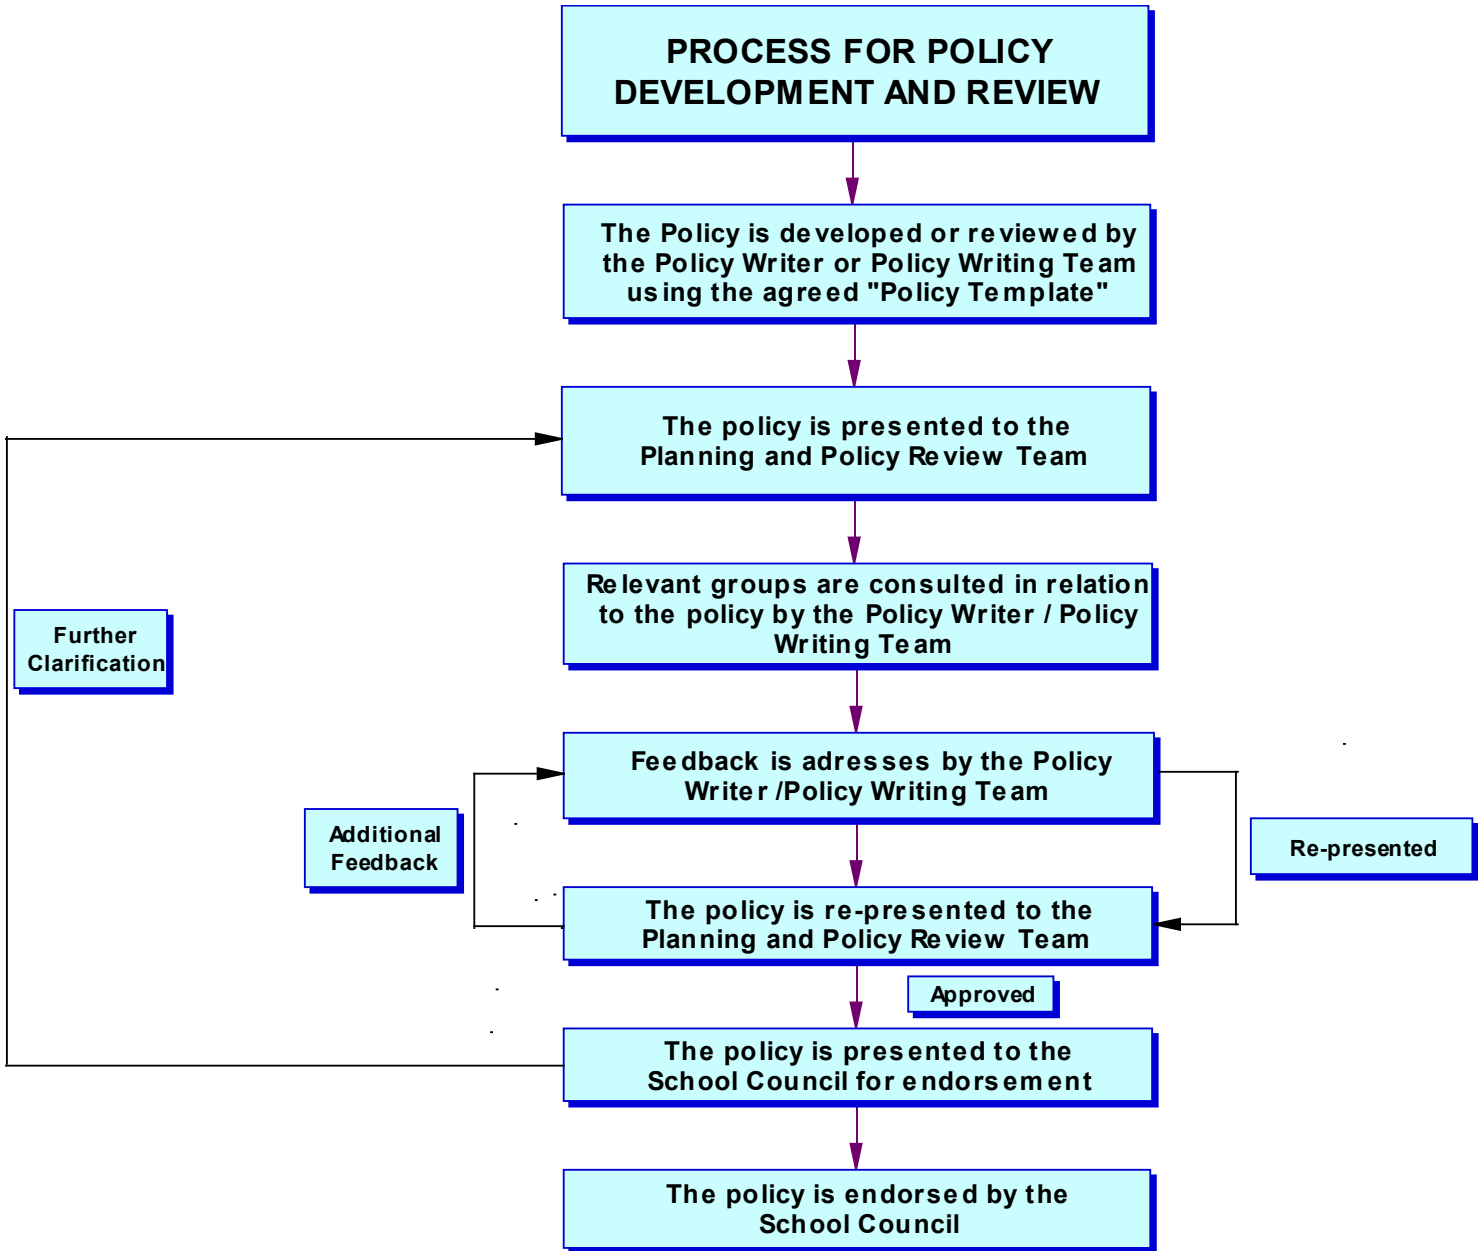 PROCESS FOR POLICY
DEVELOPMENT AND REVIEW
The Policy is developed or reviewed by
the Policy Writer or Policy Writing Team
using the agreed "Policy Template"
The policy is presented to the
Planning and Policy Review Team
Relevant groups are consulted in relation
to the policy by the Policy Writer / Policy
Writing Team
Further
Clarification
Feedback is adresses by the Policy
Writer /Policy Writing Team
Additional
Feedback
Re-presented
The policy is re-presented to the
Planning and Policy Review Team
Approved
The policy is presented to the
School Council for endorsement
The policy is endorsed by the
School Council